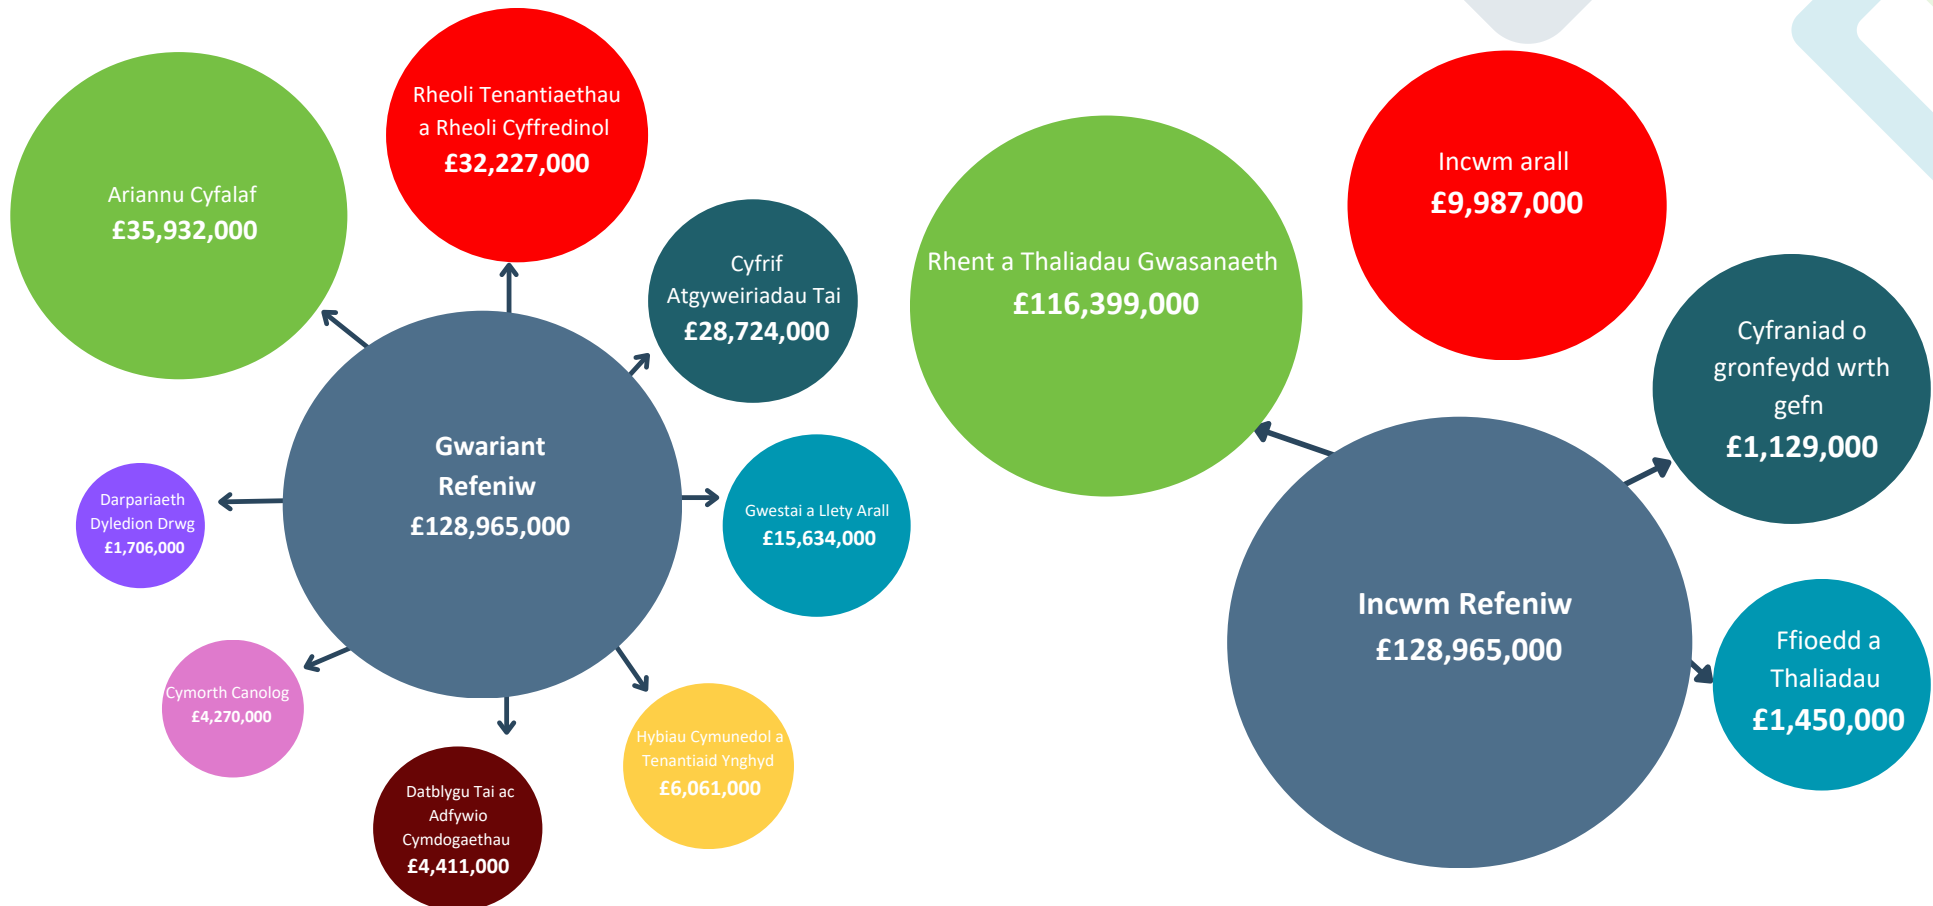 Ariannu Cyfalaf
£35,932,000
Rheoli Tenantiaethau
a Rheoli Cyffredinol
£32,227,000
Cyfrif
Atgyweiriadau Tai
£28,724,000
Gwariant
Refeniw
£128,965,000
Darpariaeth
Dyledion Drwg
£1,706,000
Gwestai a Llety Arall
£15,634,000
Cymorth Canolog
£4,270,000
Datblygu Tai ac
Adfywio
Cymdogaethau
£4,411,000
Hybiau Cymunedol a
Tenantiaid Ynghyd
£6,061,000
Rhent a Thaliadau Gwasanaeth
£116,399,000
Incwm arall
£9,987,000
Cyfraniad o
gronfeydd wrth
gefn
£1,129,000
Incwm Refeniw
£128,965,000
Ffioedd a
Thaliadau
£1,450,000